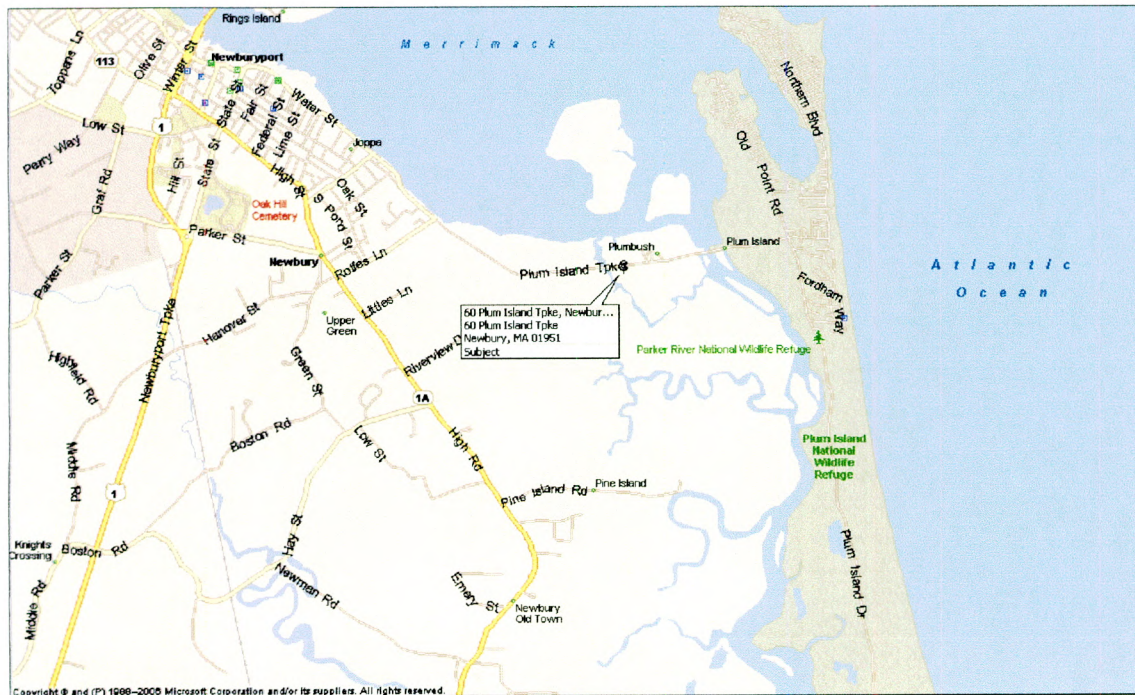 Rings Island
Merrimack
Toppans Ln
113
Olive St
Winter St
Newburyport
Northern Blvd
State St
Fair St
Federal St
Lime St
Water St
Low St
1
Joppa
Old Point Rd
Perry Way
Graf Rd
Hill St
State St
High St
Oak St
S Pond St
Oak Hill
Cemetery
Parker St
Plumbush
Plum Island
Newbury
Rolfes Ln
Plum Island Tpke
Atlantic
Ocean
Parker St
Fordham Way
Littles Ln
60 Plum Island Tpke, Newbur...
60 Plum Island Tpke
Newbury, MA 01951
Subject
Hanover St
Upper
Green
Newburyport Tpke
Riverview D
Parker River National Wildlife Refuge
Highfield Rd
Green St
1A
Boston Rd
Low St
High Rd
Plum Island
National
Wildlife
Refuge
Middle Rd
1
Pine Island Rd
Pine Island
Hay St
Knights
Crossing
Boston Rd
Plum Island Dr
Newman Rd
Emery St
Newbury
Old Town
Middle Rd
Copyright © and (P) 1988–2005 Microsoft Corporation and/or its suppliers. All rights reserved.